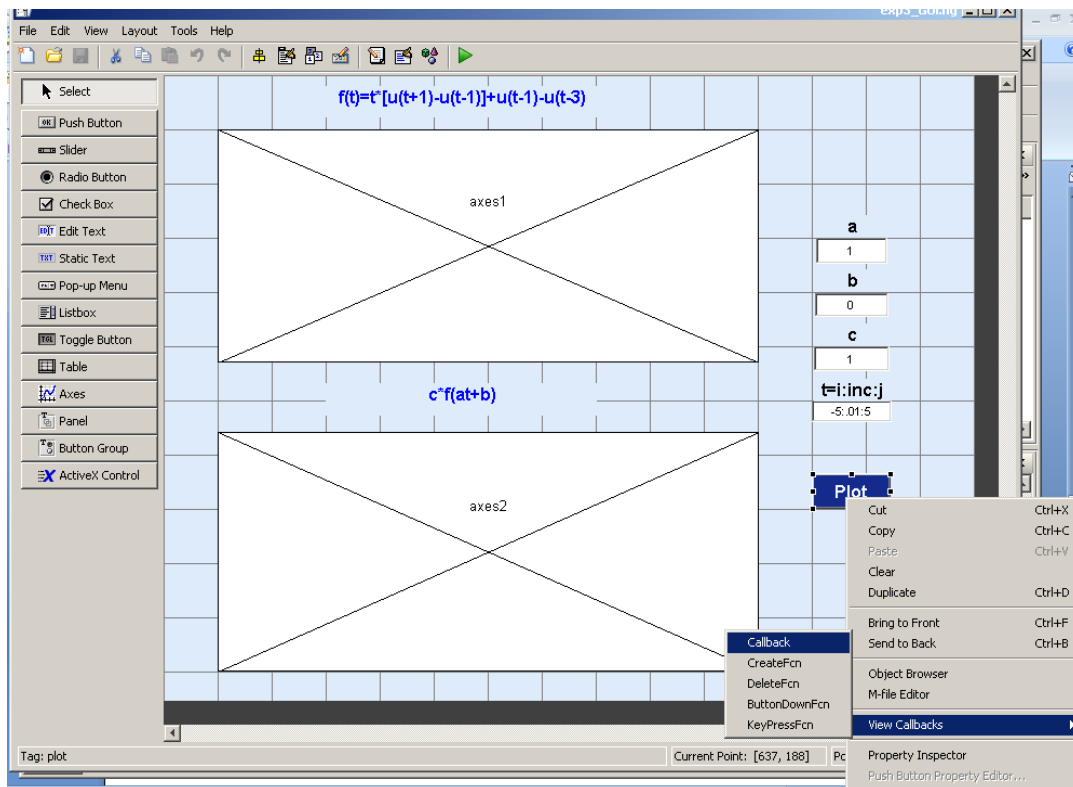 exp3_GUI.fig
File Edit View Layout Tools Help
Select
Push Button
Slider
Radio Button
Check Box
Edit Text
Static Text
Pop-up Menu
Listbox
Toggle Button
Table
Axes
Panel
Button Group
ActiveX Control
f(t)=t*[u(t+1)-u(t-1)]+u(t-1)-u(t-3)
axes1
c*f(at+b)
axes2
a
1
b
0
c
1
t=i:inc:j
-5:.01:5
Plot
Cut Ctrl+X
Copy Ctrl+C
Paste Ctrl+V
Clear
Duplicate Ctrl+D
Bring to Front Ctrl+F
Send to Back Ctrl+B
Object Browser
M-file Editor
View Callbacks
Property Inspector
Push Button Property Editor...
Callback
CreateFcn
DeleteFcn
ButtonDownFcn
KeyPressFcn
Tag: plot
Current Point: [637, 188]